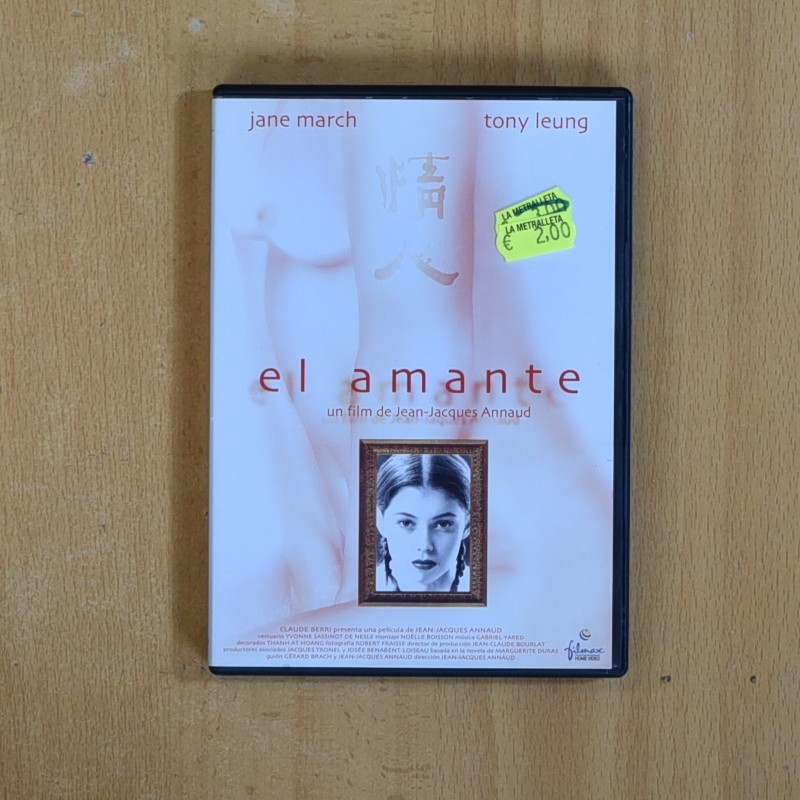 jane march tony leung
情
人
LA METRALLETA
LA METRALLETA
€ 2,00
el amante
un film de Jean-Jacques Annaud
CLAUDE BERRI presenta una película de JEAN-JACQUES ANNAUD
vestuario YVONNE SASSINOT DE NESLE montaje NOËLLE BOISSON música GABRIEL YARED
decorados THANH AT HOANG fotografía ROBERT FRAISSE director de producción JEAN-CLAUDE BOURLAT
productores asociados JACQUES TRONEL y JOSÉE BENABENT-LOISEAU basada en la novela de MARGUERITE DURAS
guión GÉRARD BRACH y JEAN-JACQUES ANNAUD dirección JEAN-JACQUES ANNAUD
filmax
HOME VIDEO